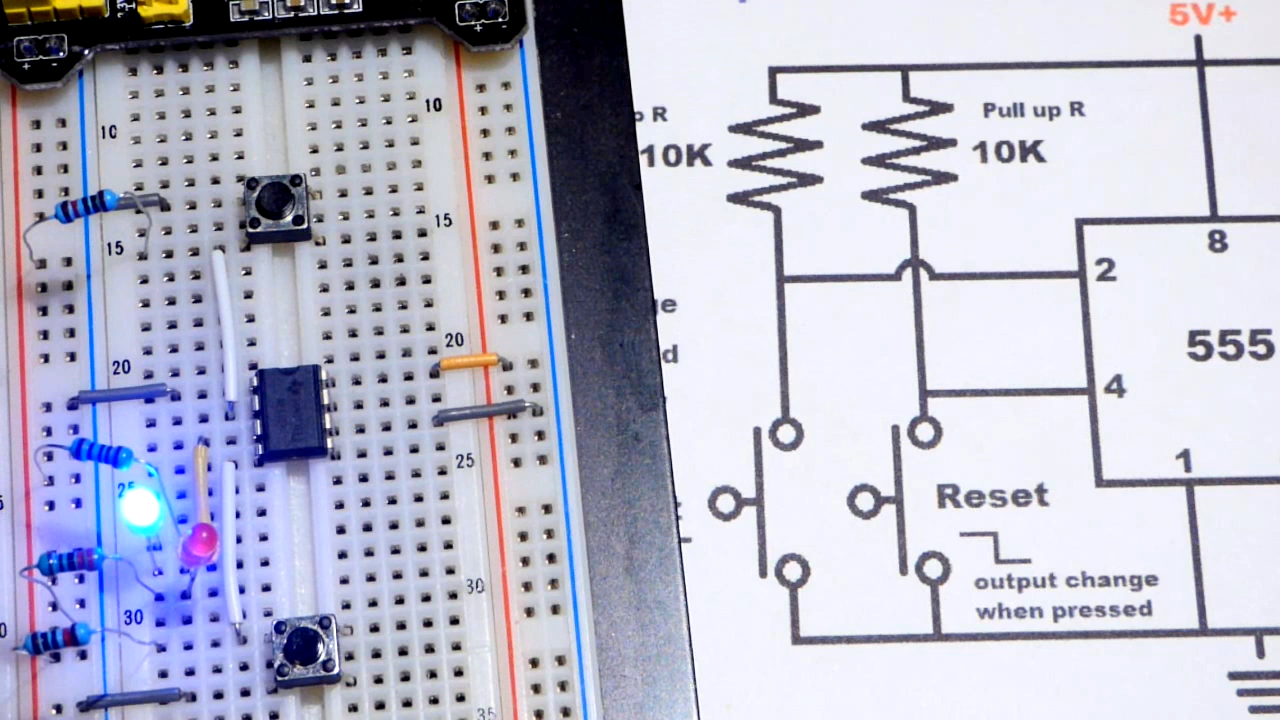 10
10
15
15
20
20
25
25
30
30
35
5V+
R
10K
Pull up R
10K
8
2
555
4
1
Reset
output change
when pressed